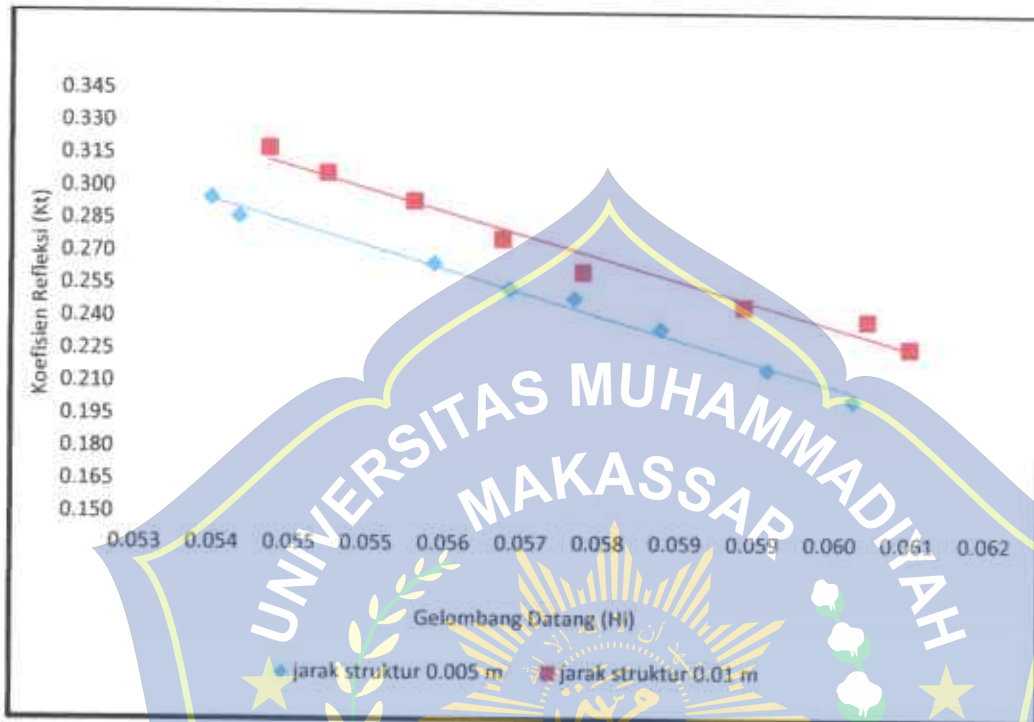 0.345
0.330
0.315
0.300
0.285
0.270
0.255
0.240
0.225
0.210
0.195
0.180
0.165
0.150
Koefisien Refleksi (Kt)
0.053 0.054 0.055 0.055 0.056 0.057 0.058 0.059 0.059 0.060 0.061 0.062
Gelombang Datang (Hi)
jarak struktur 0.005 m jarak struktur 0.01 m
UNIVERSITAS MUHAMMADIYAH
MAKASSAR